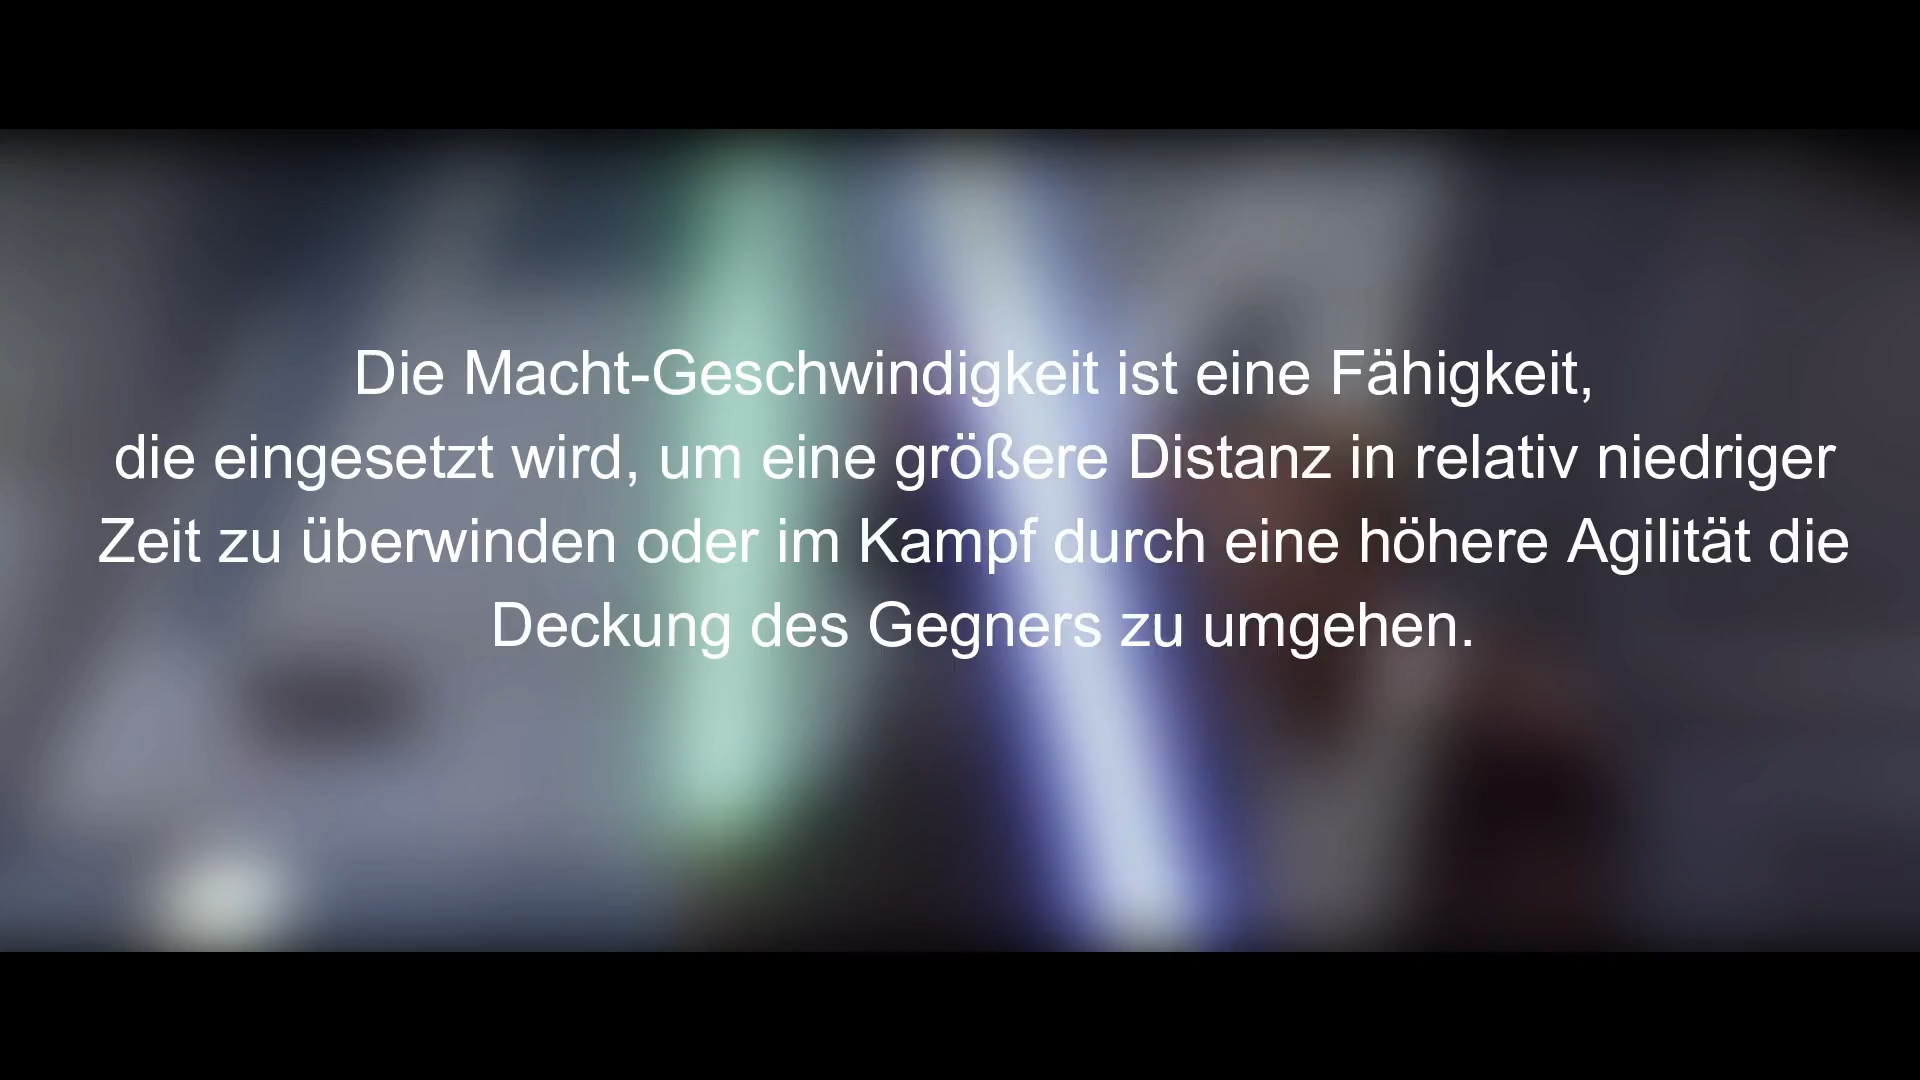 Die Macht-Geschwindigkeit ist eine Fähigkeit,
die eingesetzt wird, um eine größere Distanz in relativ niedriger
Zeit zu überwinden oder im Kampf durch eine höhere Agilität die
Deckung des Gegners zu umgehen.